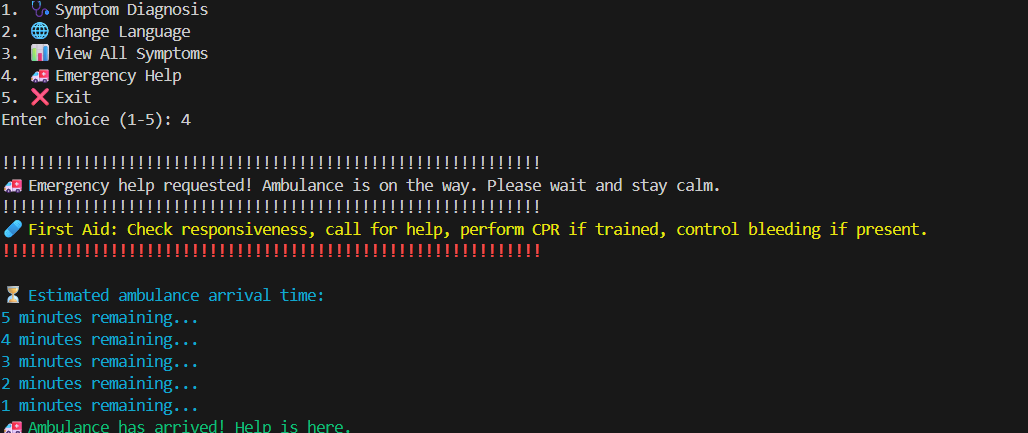 1. 🩺 Symptom Diagnosis
2. 🌐 Change Language
3. 📊 View All Symptoms
4. 🚑 Emergency Help
5. ❌ Exit
Enter choice (1-5): 4
!!!!!!!!!!!!!!!!!!!!!!!!!!!!!!!!!!!!!!!!!!!!!!!!!!!!!!!!!!!!
🚑 Emergency help requested! Ambulance is on the way. Please wait and stay calm.
!!!!!!!!!!!!!!!!!!!!!!!!!!!!!!!!!!!!!!!!!!!!!!!!!!!!!!!!!!!!
🩹 First Aid: Check responsiveness, call for help, perform CPR if trained, control bleeding if present.
!!!!!!!!!!!!!!!!!!!!!!!!!!!!!!!!!!!!!!!!!!!!!!!!!!!!!!!!!!!!
⏳ Estimated ambulance arrival time:
5 minutes remaining...
4 minutes remaining...
3 minutes remaining...
2 minutes remaining...
1 minutes remaining...
🚑 Ambulance has arrived! Help is here.